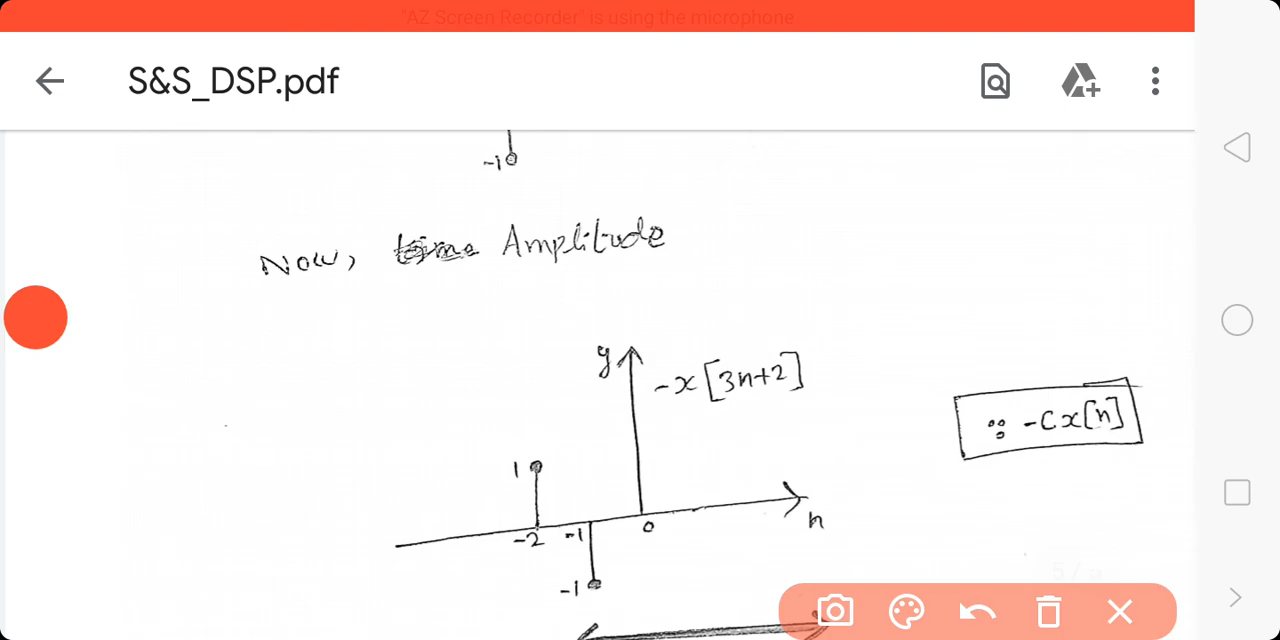 "AZ Screen Recorder" is using the microphone
S&S_DSP.pdf
-1
Now, time Amplitude
y
-x[3n+2]
∵ -Cx[n]
1
-2 -1 0 n
-1